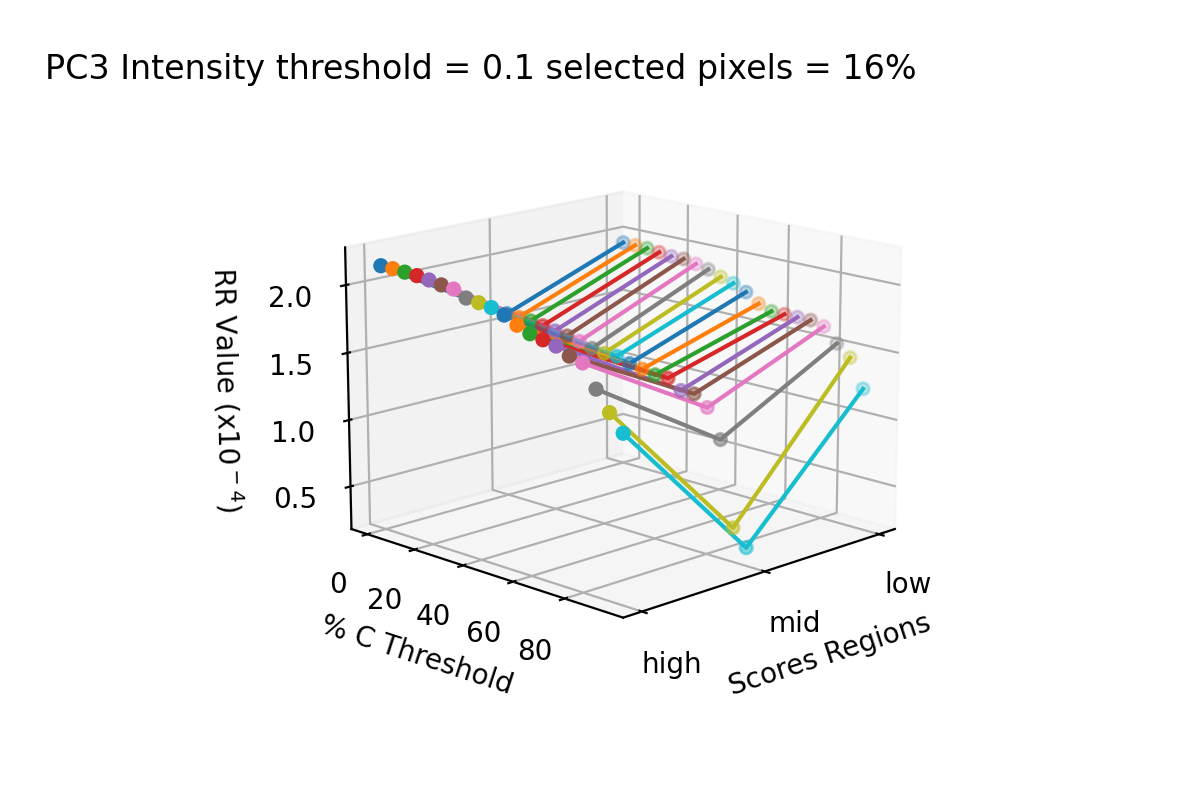 PC3 Intensity threshold = 0.1 selected pixels = 16%
RR Value (x10⁻⁴)
2.0
1.5
1.0
0.5
0
20
40
60
80
% C Threshold
high
mid
low
Scores Regions